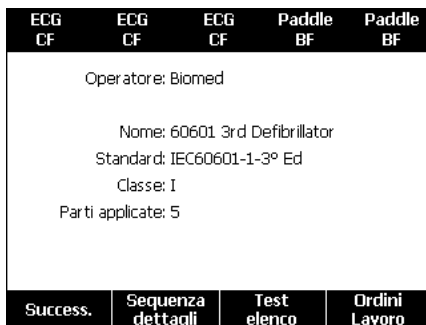 ECG ECG ECG Paddle Paddle
CF CF CF BF BF
Operatore: Biomed
Nome: 60601 3rd Defibrillator
Standard: IEC60601-1-3º Ed
Classe: I
Parti applicate: 5
Success. Sequenza dettagli Test elenco Ordini Lavoro